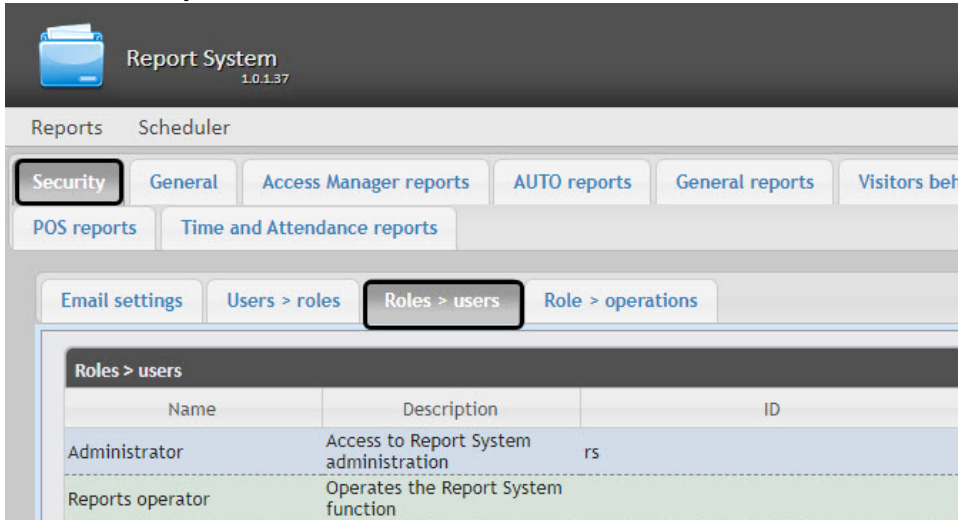 Report System
1.0.1.37
Reports Scheduler
Security General Access Manager reports AUTO reports General reports Visitors beh
POS reports Time and Attendance reports
Email settings Users > roles Roles > users Role > operations
Roles > users
Name Description ID
Administrator Access to Report System administration rs
Reports operator Operates the Report System function